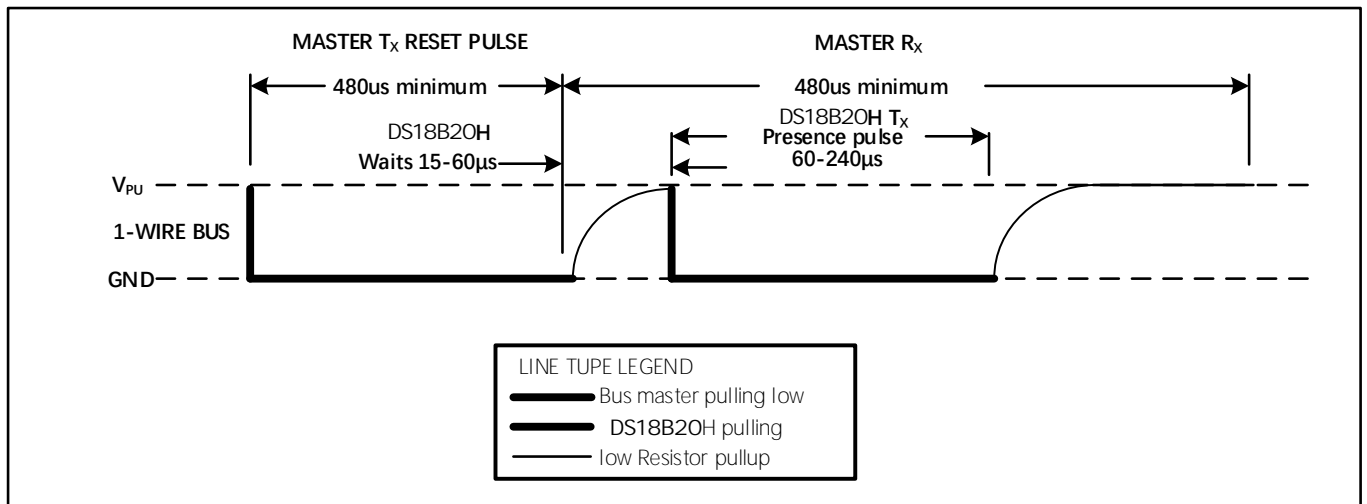 MASTER TX RESET PULSE
MASTER RX
480us minimum
480us minimum
DS18B20H
Waits 15-60µs
DS18B20H TX
Presence pulse
60-240µs
VPU
1-WIRE BUS
GND
LINE TUPE LEGEND
Bus master pulling low
DS18B20H pulling
low Resistor pullup